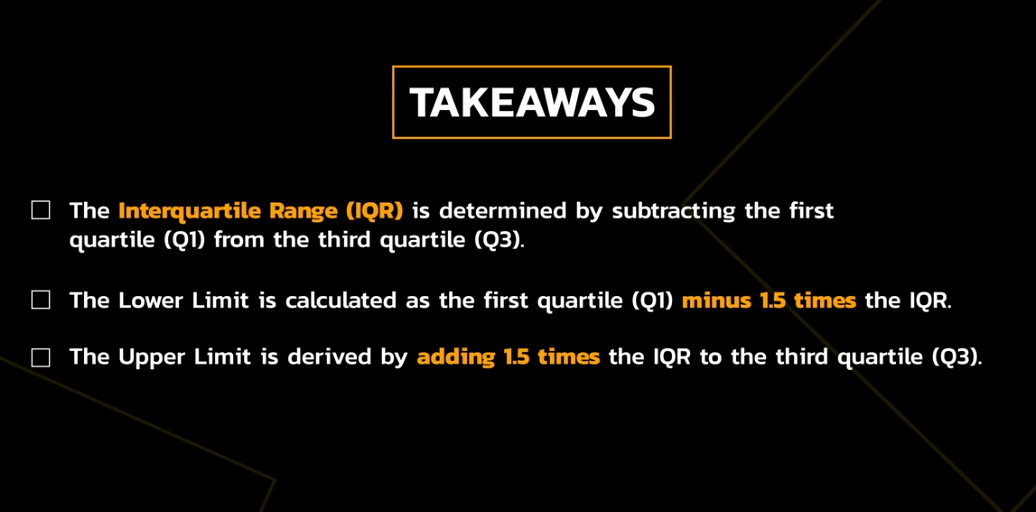 TAKEAWAYS
The Interquartile Range (IQR) is determined by subtracting the first
quartile (Q1) from the third quartile (Q3).
The Lower Limit is calculated as the first quartile (Q1) minus 1.5 times the IQR.
The Upper Limit is derived by adding 1.5 times the IQR to the third quartile (Q3).